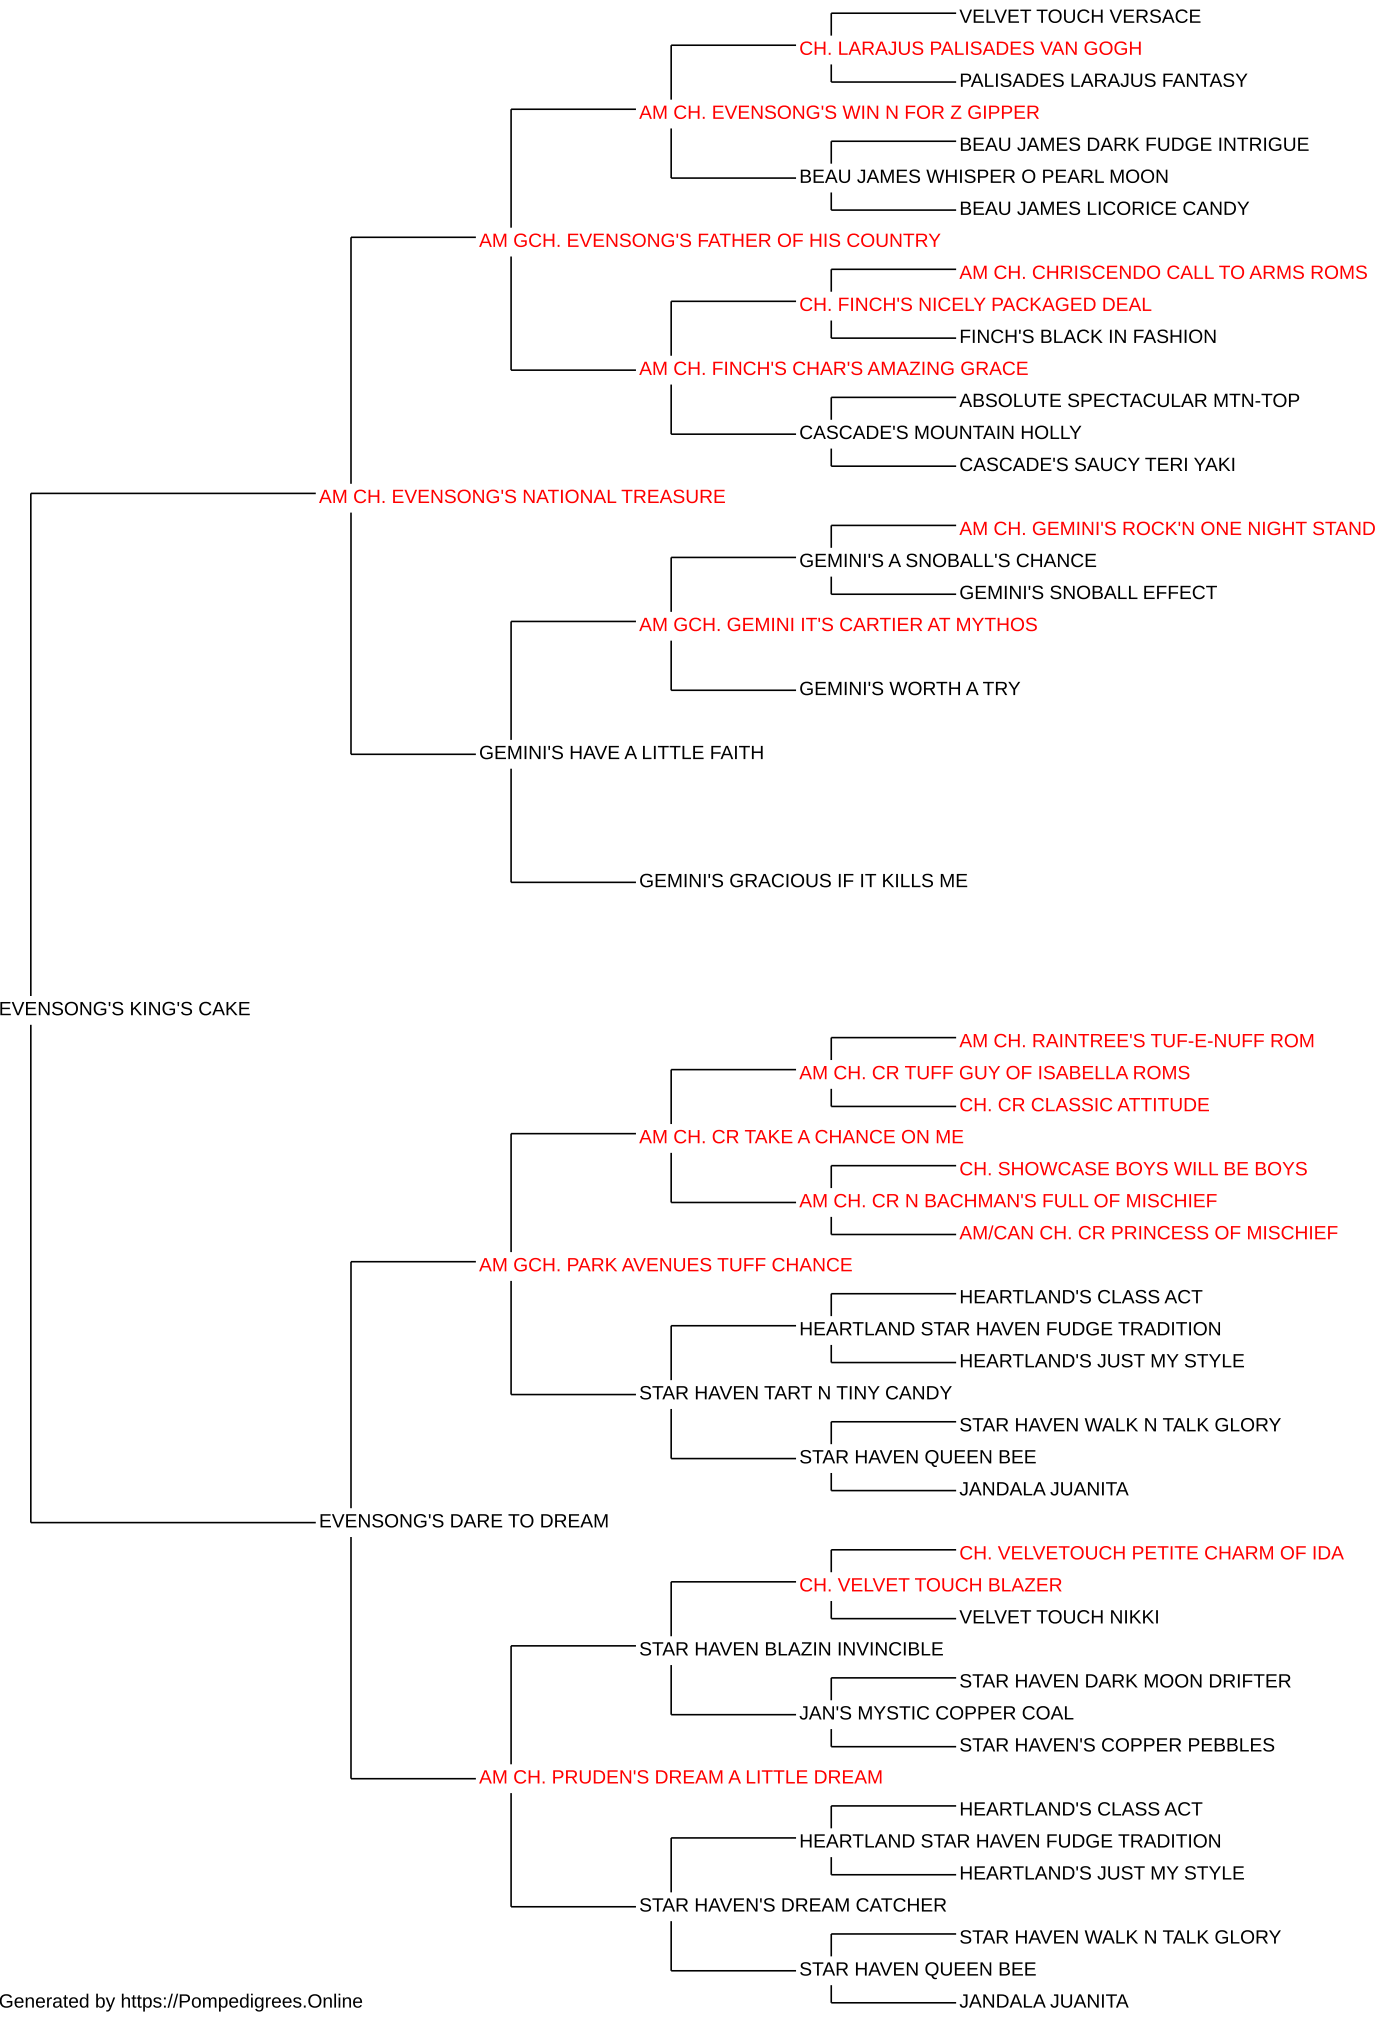 VELVET TOUCH VERSACE
CH. LARAJUS PALISADES VAN GOGH
PALISADES LARAJUS FANTASY
AM CH. EVENSONG'S WIN N FOR Z GIPPER
BEAU JAMES DARK FUDGE INTRIGUE
BEAU JAMES WHISPER O PEARL MOON
BEAU JAMES LICORICE CANDY
AM GCH. EVENSONG'S FATHER OF HIS COUNTRY
AM CH. CHRISCENDO CALL TO ARMS ROMS
CH. FINCH'S NICELY PACKAGED DEAL
FINCH'S BLACK IN FASHION
AM CH. FINCH'S CHAR'S AMAZING GRACE
ABSOLUTE SPECTACULAR MTN-TOP
CASCADE'S MOUNTAIN HOLLY
CASCADE'S SAUCY TERI YAKI
AM CH. EVENSONG'S NATIONAL TREASURE
AM CH. GEMINI'S ROCK'N ONE NIGHT STAND
GEMINI'S A SNOBALL'S CHANCE
GEMINI'S SNOBALL EFFECT
AM GCH. GEMINI IT'S CARTIER AT MYTHOS
GEMINI'S WORTH A TRY
GEMINI'S HAVE A LITTLE FAITH
GEMINI'S GRACIOUS IF IT KILLS ME
EVENSONG'S KING'S CAKE
AM CH. RAINTREE'S TUF-E-NUFF ROM
AM CH. CR TUFF GUY OF ISABELLA ROMS
CH. CR CLASSIC ATTITUDE
AM CH. CR TAKE A CHANCE ON ME
CH. SHOWCASE BOYS WILL BE BOYS
AM CH. CR N BACHMAN'S FULL OF MISCHIEF
AM/CAN CH. CR PRINCESS OF MISCHIEF
AM GCH. PARK AVENUES TUFF CHANCE
HEARTLAND'S CLASS ACT
HEARTLAND STAR HAVEN FUDGE TRADITION
HEARTLAND'S JUST MY STYLE
STAR HAVEN TART N TINY CANDY
STAR HAVEN WALK N TALK GLORY
STAR HAVEN QUEEN BEE
JANDALA JUANITA
EVENSONG'S DARE TO DREAM
CH. VELVETOUCH PETITE CHARM OF IDA
CH. VELVET TOUCH BLAZER
VELVET TOUCH NIKKI
STAR HAVEN BLAZIN INVINCIBLE
STAR HAVEN DARK MOON DRIFTER
JAN'S MYSTIC COPPER COAL
STAR HAVEN'S COPPER PEBBLES
AM CH. PRUDEN'S DREAM A LITTLE DREAM
HEARTLAND'S CLASS ACT
HEARTLAND STAR HAVEN FUDGE TRADITION
HEARTLAND'S JUST MY STYLE
STAR HAVEN'S DREAM CATCHER
STAR HAVEN WALK N TALK GLORY
STAR HAVEN QUEEN BEE
JANDALA JUANITA
Generated by https://Pompedigrees.Online